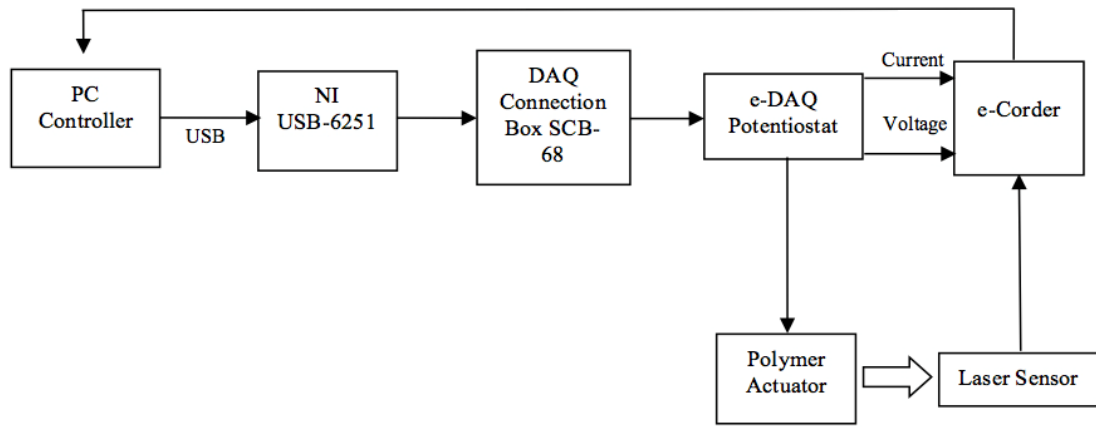 PC
Controller
USB
NI
USB-6251
DAQ
Connection
Box SCB-
68
e-DAQ
Potentiostat
Current
Voltage
e-Corder
Polymer
Actuator
Laser Sensor